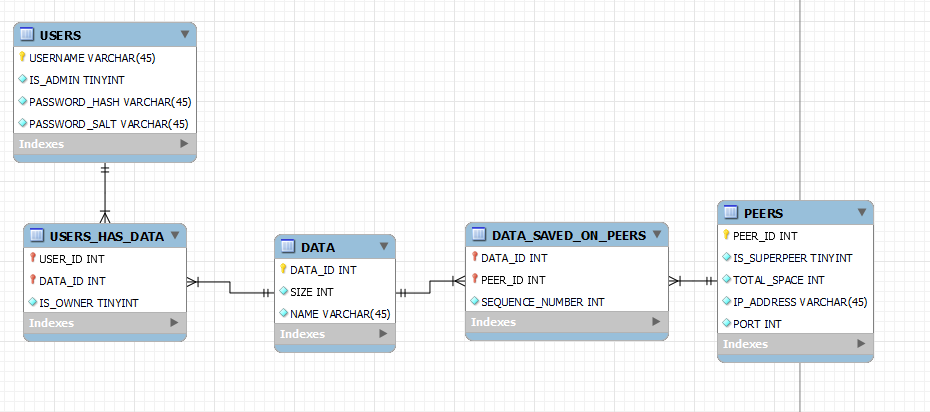 USERS
USERNAME VARCHAR(45)
IS_ADMIN TINYINT
PASSWORD_HASH VARCHAR(45)
PASSWORD_SALT VARCHAR(45)
Indexes
USERS_HAS_DATA
USER_ID INT
DATA_ID INT
IS_OWNER TINYINT
Indexes
DATA
DATA_ID INT
SIZE INT
NAME VARCHAR(45)
Indexes
DATA_SAVED_ON_PEERS
DATA_ID INT
PEER_ID INT
SEQUENCE_NUMBER INT
Indexes
PEERS
PEER_ID INT
IS_SUPERPEER TINYINT
TOTAL_SPACE INT
IP_ADDRESS VARCHAR(45)
PORT INT
Indexes